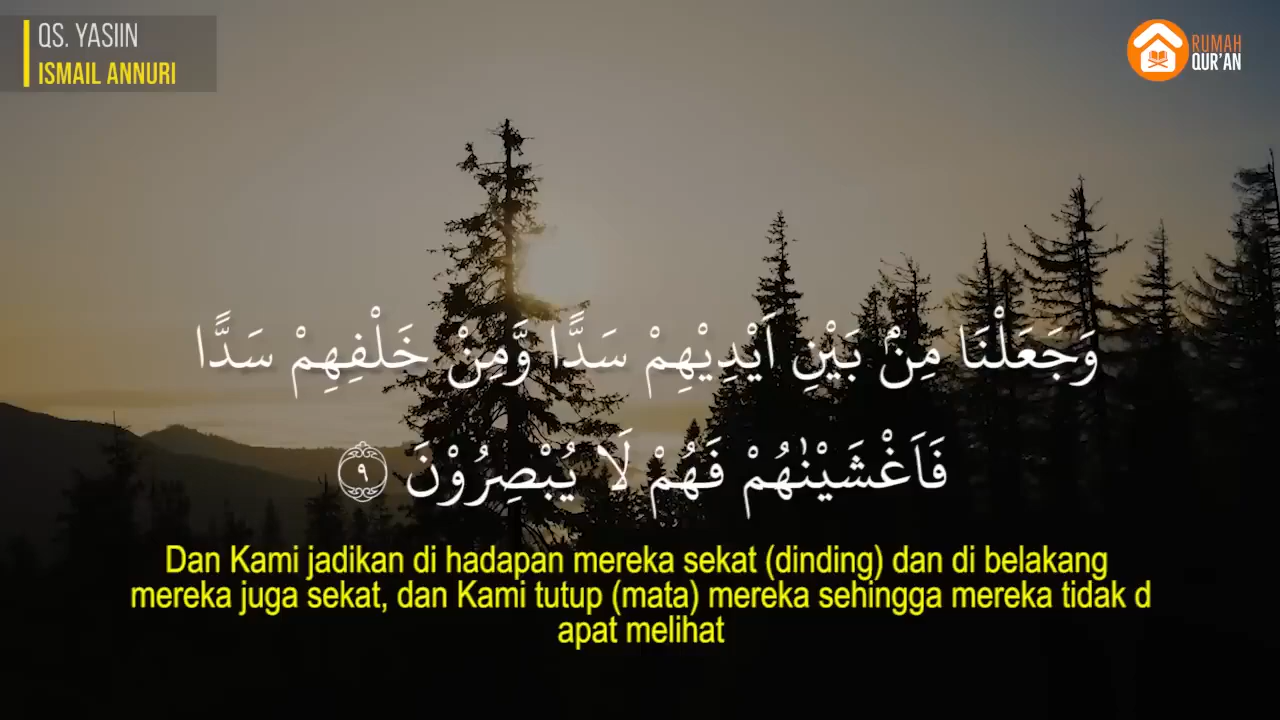 QS. YASIIN
ISMAIL ANNURI
RUMAH
QUR'AN
وَجَعَلْنَا مِنْۢ بَيْنِ اَيْدِيْهِمْ سَدًّا وَّمِنْ خَلْفِهِمْ سَدًّا
فَاَغْشَيْنٰهُمْ فَهُمْ لَا يُبْصِرُوْنَ ۝٩
Dan Kami jadikan di hadapan mereka sekat (dinding) dan di belakang
mereka juga sekat, dan Kami tutup (mata) mereka sehingga mereka tidak d
apat melihat